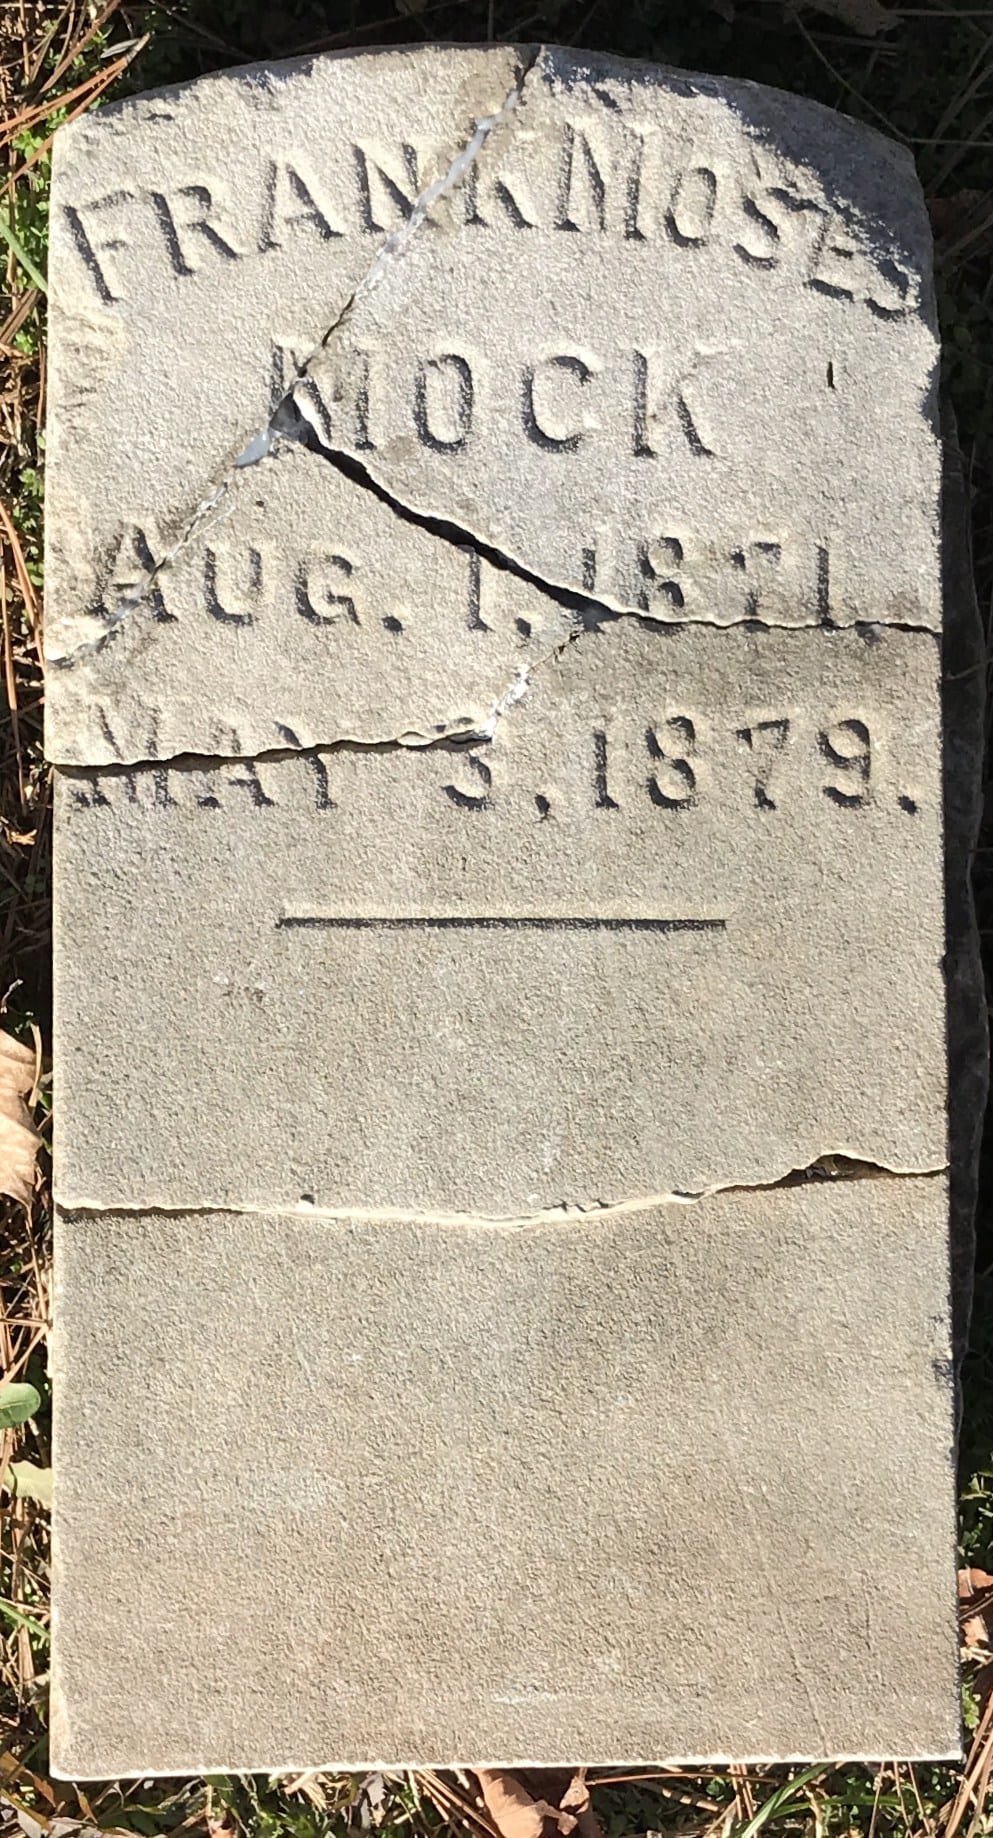 FRANK MOSES
MOCK
AUG. 1, 1871.
MAY 3, 1879.